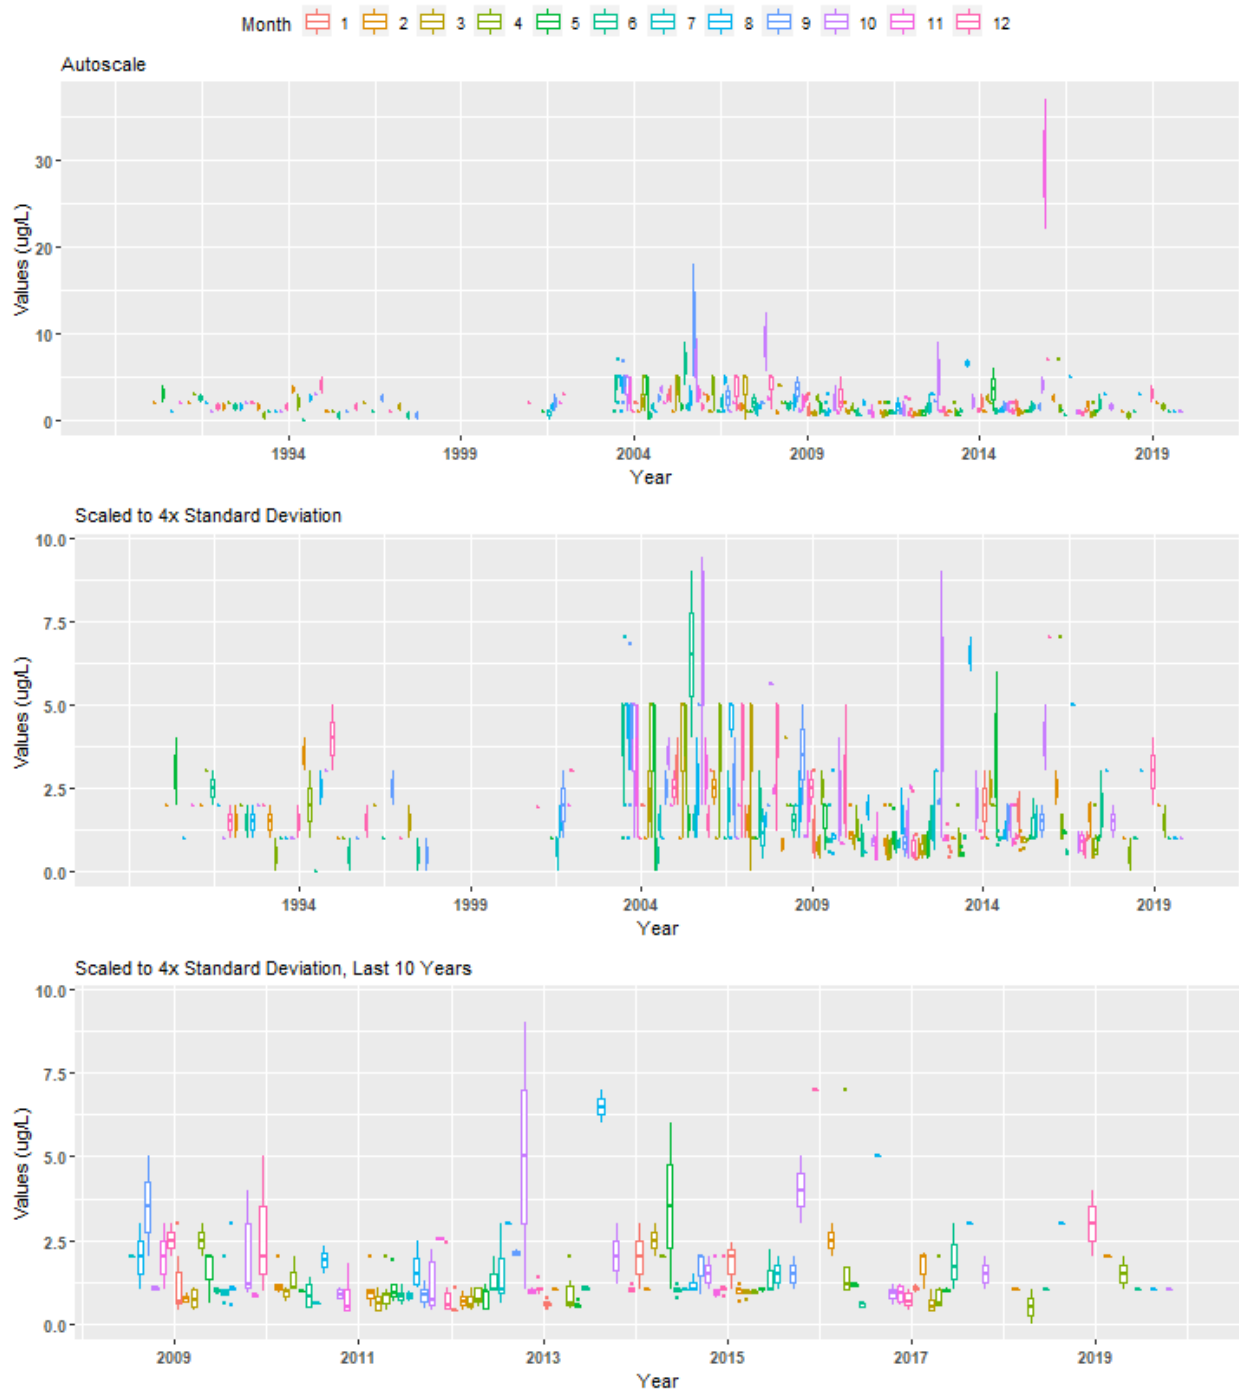 Month 1 2 3 4 5 6 7 8 9 10 11 12
Autoscale
30
20
10
0
Values (ug/L)
1994 1999 2004 2009 2014 2019
Year
Scaled to 4x Standard Deviation
10.0
7.5
5.0
2.5
0.0
Values (ug/L)
1994 1999 2004 2009 2014 2019
Year
Scaled to 4x Standard Deviation, Last 10 Years
10.0
7.5
5.0
2.5
0.0
Values (ug/L)
2009 2011 2013 2015 2017 2019
Year